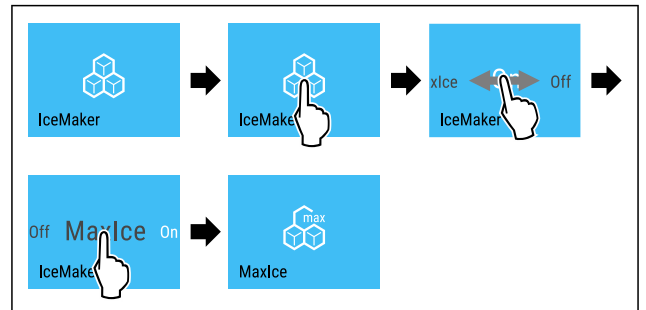 IceMaker
IceMake
xIce Off
IceMaker
Off MaxIce On
IceMake
max
MaxIce